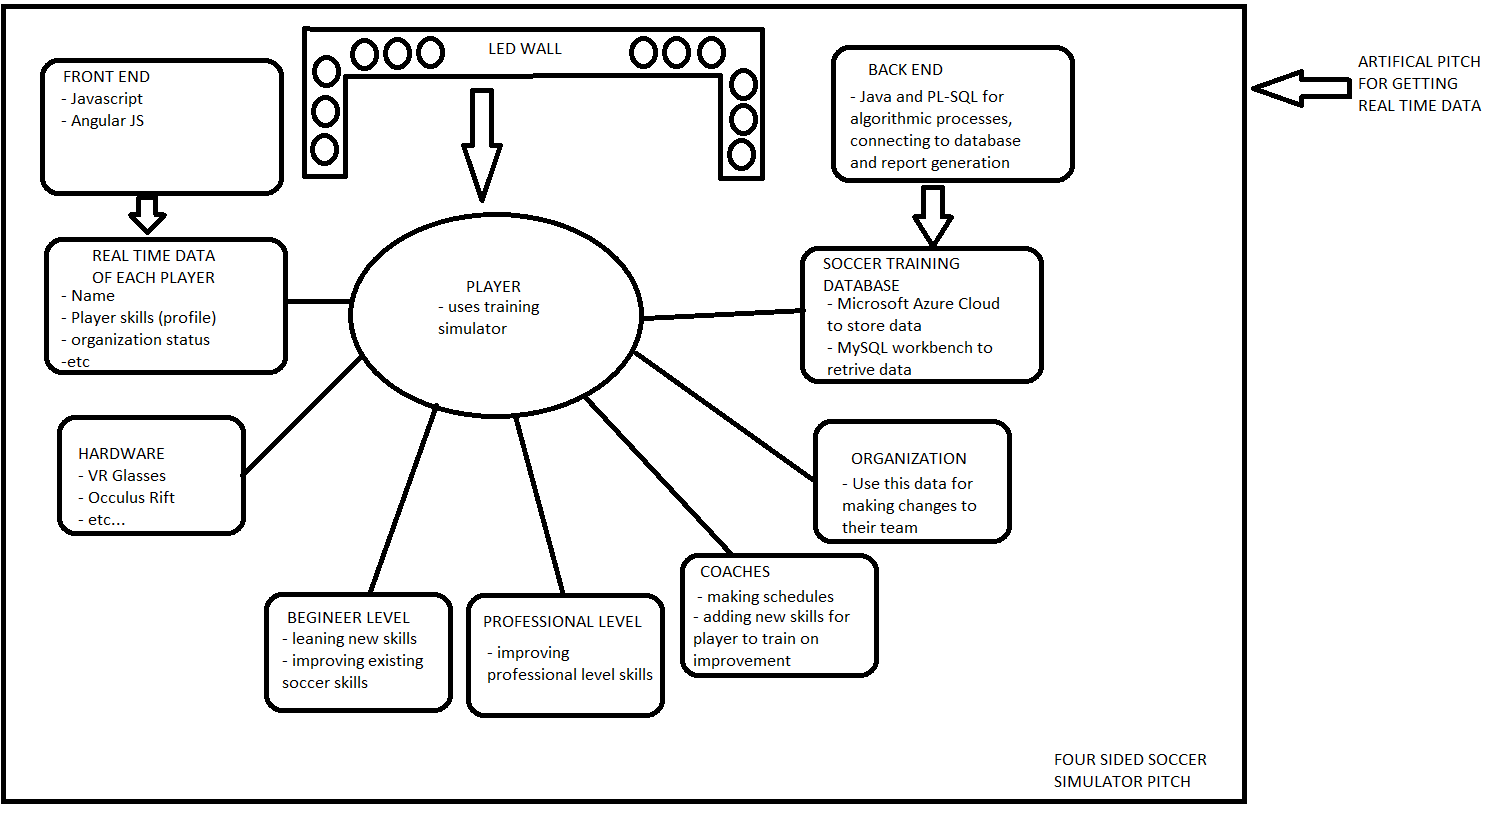 LED WALL
FRONT END
- Javascript
- Angular JS
BACK END
- Java and PL-SQL for
algorithmic processes,
connecting to database
and report generation
ARTIFICAL PITCH
FOR GETTING
REAL TIME DATA
REAL TIME DATA
OF EACH PLAYER
- Name
- Player skills (profile)
- organization status
-etc
PLAYER
- uses training
simulator
SOCCER TRAINING
DATABASE
- Microsoft Azure Cloud
to store data
- MySQL workbench to
retrive data
HARDWARE
- VR Glasses
- Occulus Rift
- etc...
ORGANIZATION
- Use this data for
making changes to
their team
BEGINEER LEVEL
- leaning new skills
- improving existing
soccer skills
PROFESSIONAL LEVEL
- improving
professional level skills
COACHES
- making schedules
- adding new skills for
player to train on
improvement
FOUR SIDED SOCCER
SIMULATOR PITCH